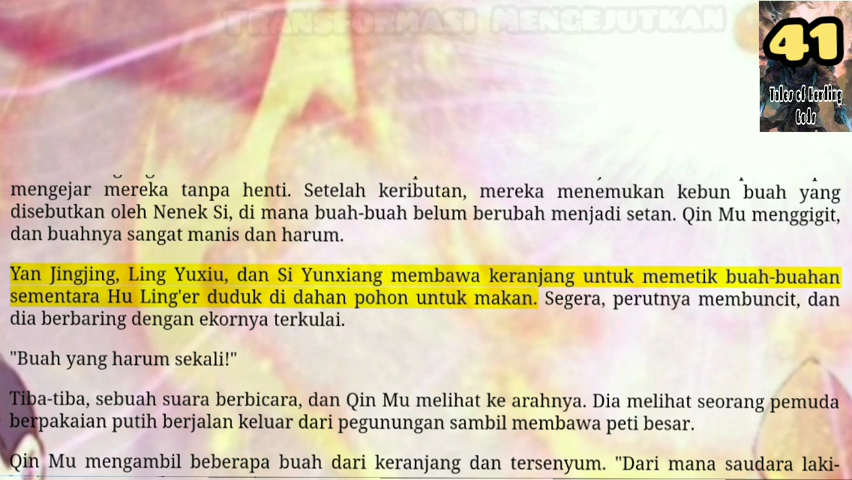 Transformasi Mengejutkan
41
Tales of Herding
Gods
mengejar mereka tanpa henti. Setelah keributan, mereka menemukan kebun buah yang
disebutkan oleh Nenek Si, di mana buah-buah belum berubah menjadi setan. Qin Mu menggigit,
dan buahnya sangat manis dan harum.
Yan Jingjing, Ling Yuxiu, dan Si Yunxiang membawa keranjang untuk memetik buah-buahan
sementara Hu Ling'er duduk di dahan pohon untuk makan. Segera, perutnya membuncit, dan
dia berbaring dengan ekornya terkulai.
"Buah yang harum sekali!"
Tiba-tiba, sebuah suara berbicara, dan Qin Mu melihat ke arahnya. Dia melihat seorang pemuda
berpakaian putih berjalan keluar dari pegunungan sambil membawa peti besar.
Qin Mu mengambil beberapa buah dari keranjang dan tersenyum. "Dari mana saudara laki-